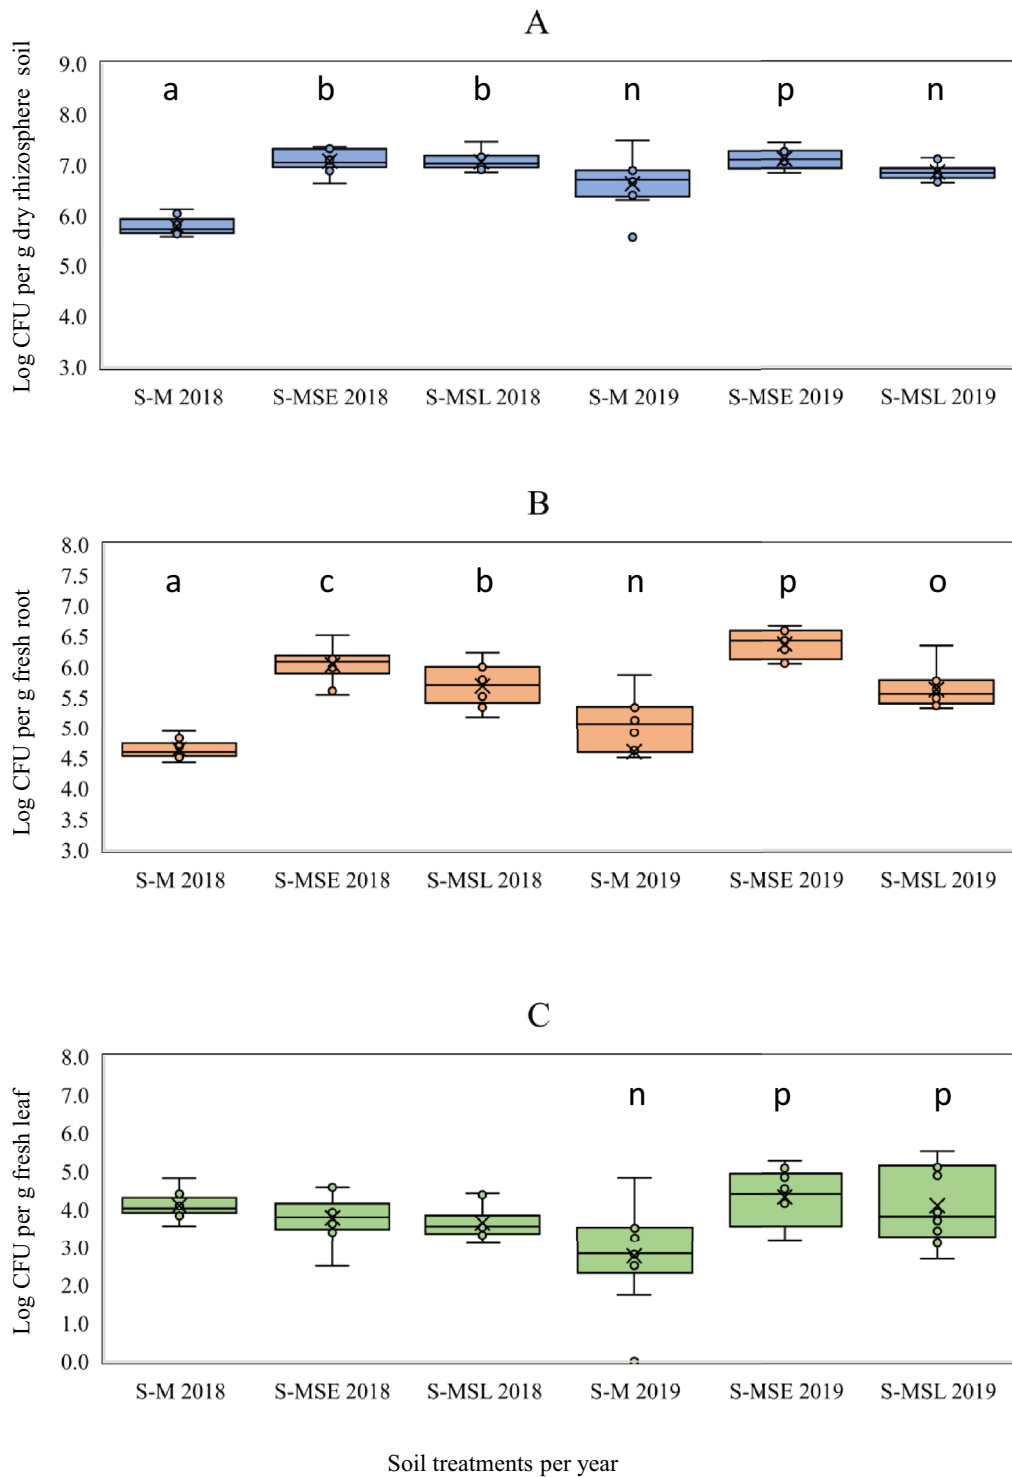 A
Log CFU per g dry rhizosphere soil
9.0
8.0
7.0
6.0
5.0
4.0
3.0
a b b n p n
S-M 2018 S-MSE 2018 S-MSL 2018 S-M 2019 S-MSE 2019 S-MSL 2019
B
Log CFU per g fresh root
8.0
7.5
7.0
6.5
6.0
5.5
5.0
4.5
4.0
3.5
3.0
a c b n p o
S-M 2018 S-MSE 2018 S-MSL 2018 S-M 2019 S-MSE 2019 S-MSL 2019
C
Log CFU per g fresh leaf
8.0
7.0
6.0
5.0
4.0
3.0
2.0
1.0
0.0
n p p
S-M 2018 S-MSE 2018 S-MSL 2018 S-M 2019 S-MSE 2019 S-MSL 2019
Soil treatments per year